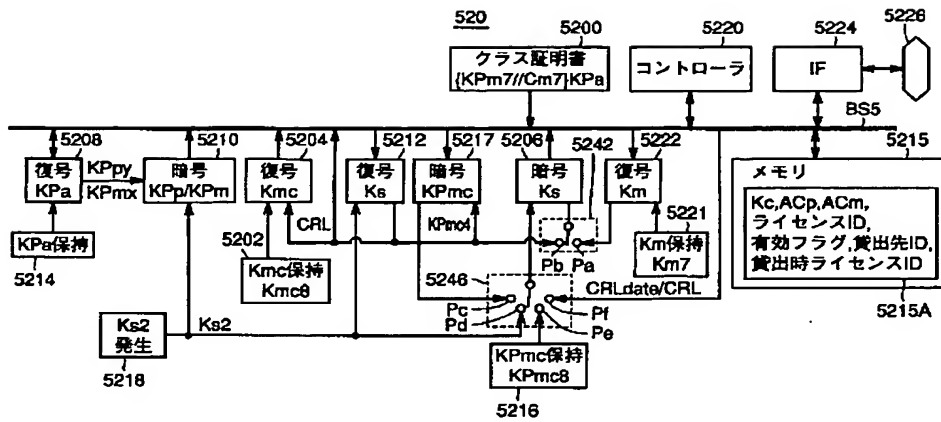 520
5200
5220
5224
5226
クラス証明書
{KPm7//Cm7}KPa
コントローラ
IF
BS5
5208
5210
5204
5212
5217
5206
5242
5222
5215
復号
KPa
KPpy
KPmx
暗号
KPp/KPm
復号
Kmc
復号
Ks
暗号
KPmc
暗号
Ks
復号
Km
メモリ
Kc,ACp,ACm,
ライセンスID,
有効フラグ,貸出先ID,
貸出時ライセンスID
5215A
CRL
KPmc4
KPa保持
5214
5202
Kmc保持
Kmc8
5221
Km保持
Km7
Pb
Pa
5246
CRLdate/CRL
Pc
Pd
Pf
Pe
Ks2
発生
5218
Ks2
KPmc保持
KPmc8
5216